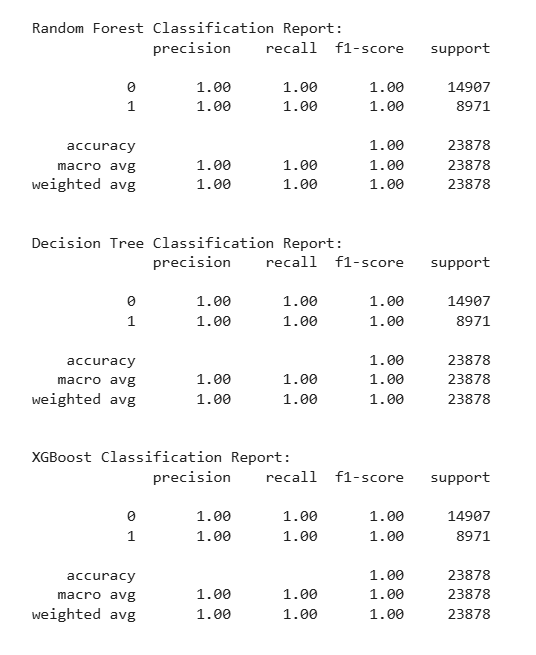 Random Forest Classification Report:
precision recall f1-score support
0 1.00 1.00 1.00 14907
1 1.00 1.00 1.00 8971
accuracy 1.00 23878
macro avg 1.00 1.00 1.00 23878
weighted avg 1.00 1.00 1.00 23878
Decision Tree Classification Report:
precision recall f1-score support
0 1.00 1.00 1.00 14907
1 1.00 1.00 1.00 8971
accuracy 1.00 23878
macro avg 1.00 1.00 1.00 23878
weighted avg 1.00 1.00 1.00 23878
XGBoost Classification Report:
precision recall f1-score support
0 1.00 1.00 1.00 14907
1 1.00 1.00 1.00 8971
accuracy 1.00 23878
macro avg 1.00 1.00 1.00 23878
weighted avg 1.00 1.00 1.00 23878